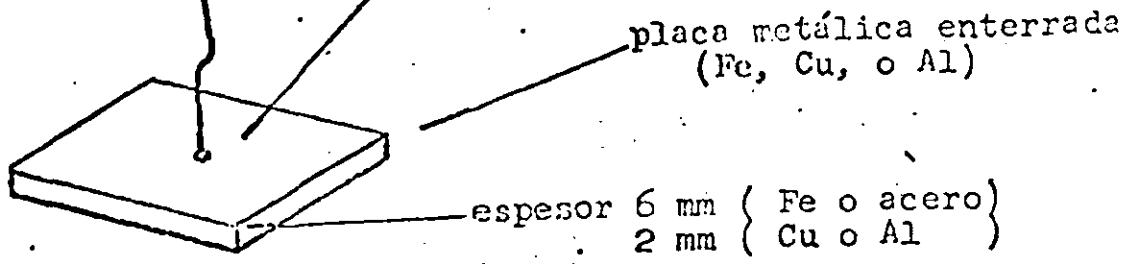 placa metálica enterrada
(Fe, Cu, o Al)
espesor 6 mm ( Fe o acero)
2 mm ( Cu o Al )